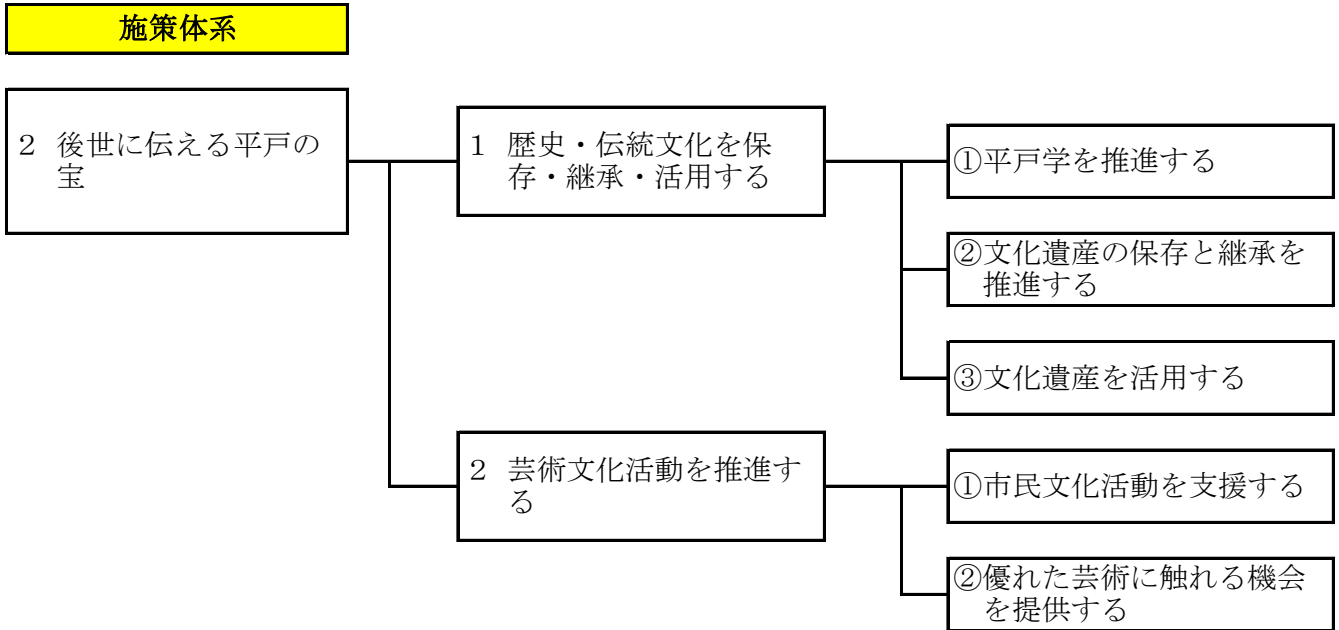 施策体系
2 後世に伝える平戸の
宝
1 歴史・伝統文化を保
存・継承・活用する
①平戸学を推進する
②文化遺産の保存と継承を
推進する
③文化遺産を活用する
2 芸術文化活動を推進す
る
①市民文化活動を支援する
②優れた芸術に触れる機会
を提供する